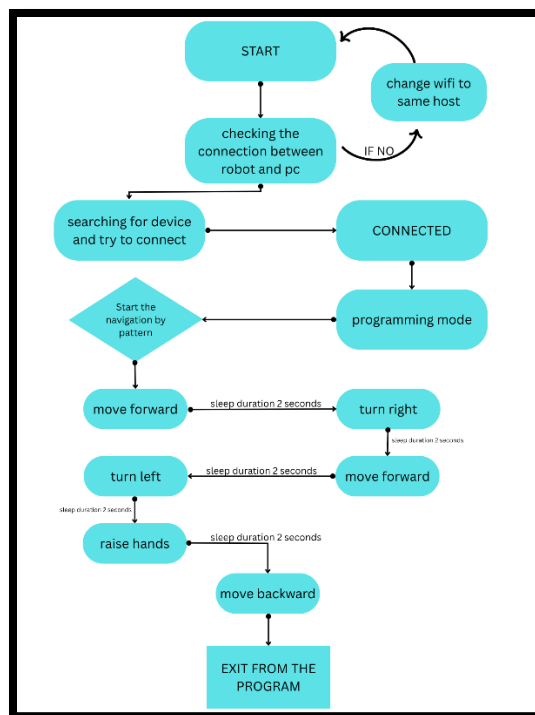 START
change wifi to
same host
checking the
connection between
robot and pc
IF NO
searching for device
and try to connect
CONNECTED
Start the
navigation by
pattern
programming mode
move forward
sleep duration 2 seconds
turn right
sleep duration 2 seconds
turn left
sleep duration 2 seconds
move forward
sleep duration 2 seconds
raise hands
sleep duration 2 seconds
move backward
EXIT FROM THE
PROGRAM